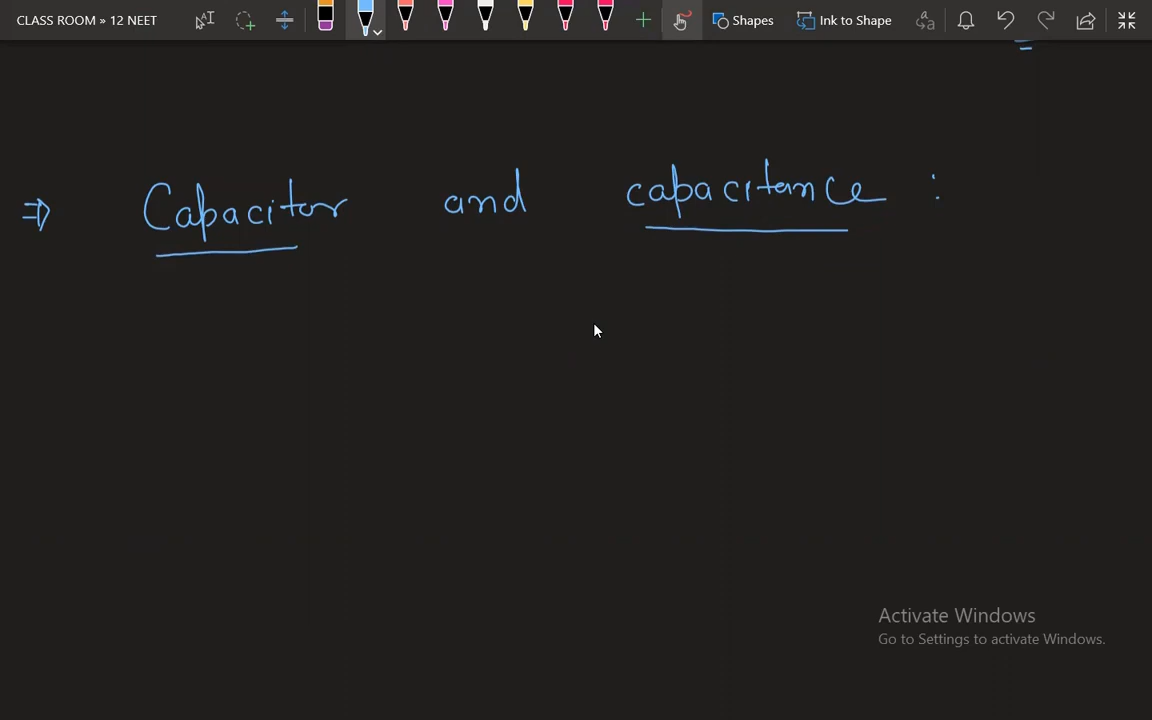 CLASS ROOM » 12 NEET
Shapes
Ink to Shape
⇒ Capacitor and capacitance :
Activate Windows
Go to Settings to activate Windows.